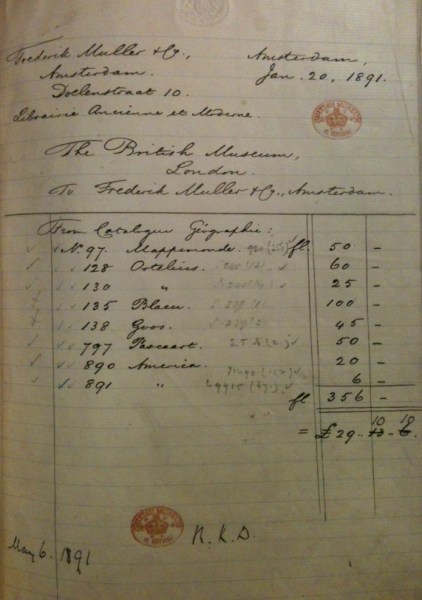 Frederik Muller & Co., Amsterdam,
Amsterdam. Jan. 20, 1891.
Doelenstraat 10.
Librairie Ancienne et Moderne.
The British Museum,
London.
To Frederik Muller & Co., Amsterdam.
From Catalogue Géographie:
No. 97. Mappemonde. fl. 50 -
128 Ortelius. 60 -
130 " 25 -
135 Blaeu 100 -
138 Goos. 45 -
797 Pascaart. 50 -
890 America. 20 -
891 " 6 -
fl 356 -
10 10
= £ 29 - 13 - 6.
May 6. 1891 R.K.D.